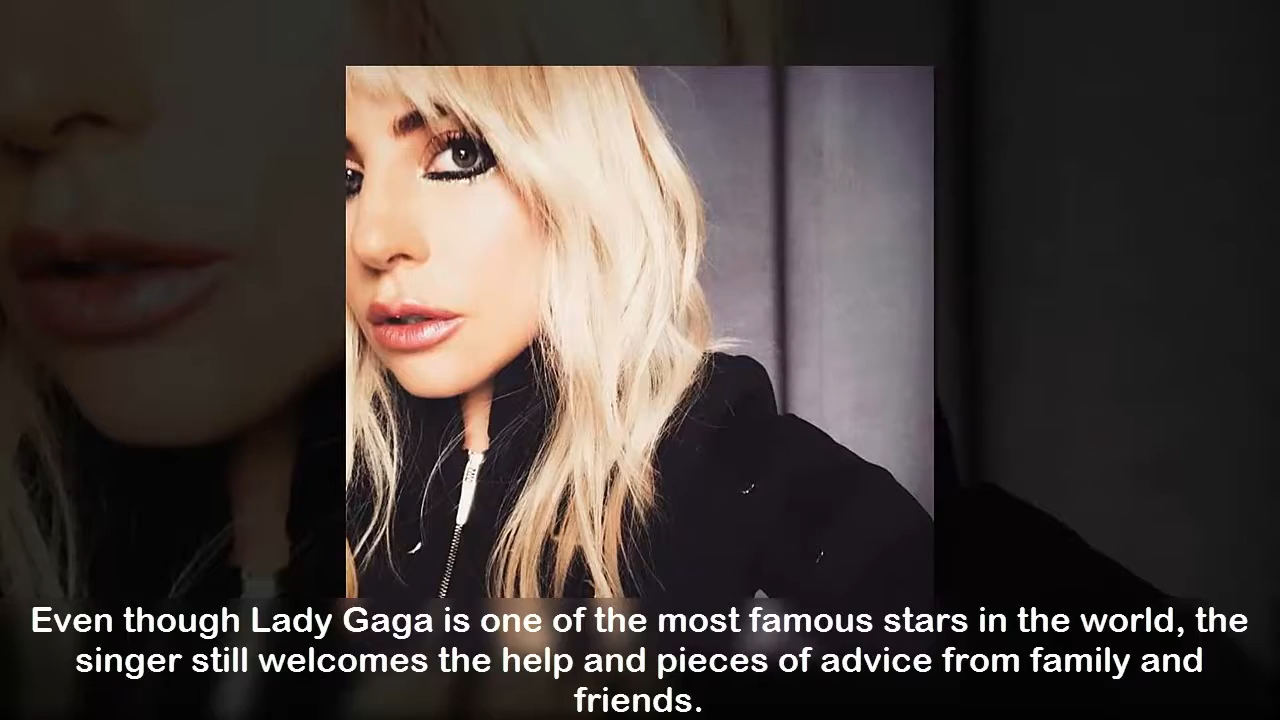 Even though Lady Gaga is one of the most famous stars in the world, the
singer still welcomes the help and pieces of advice from family and
friends.